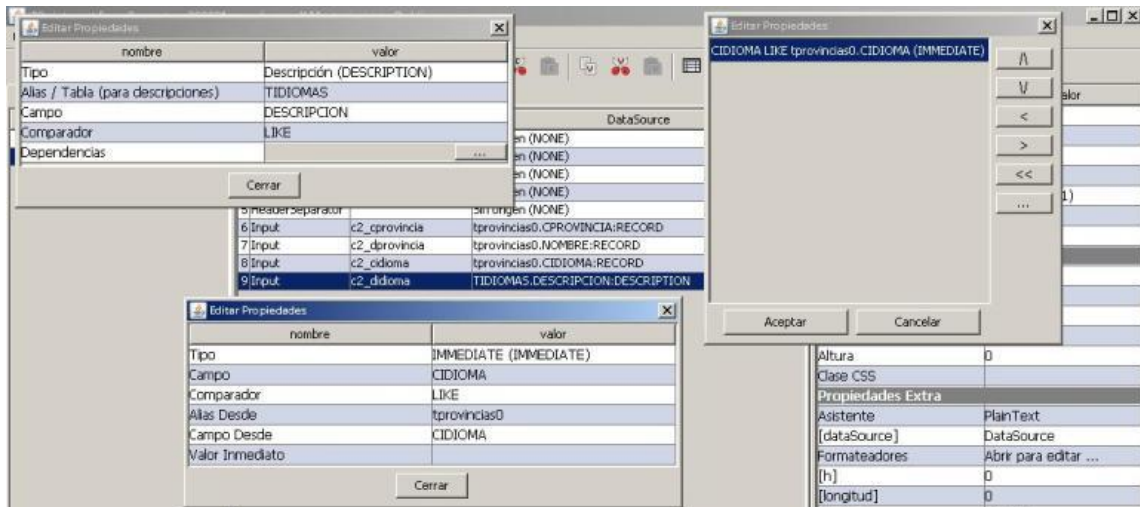 Editar Propiedades
nombre valor
Tipo Descripción (DESCRIPTION)
Alias / Tabla (para descripciones) TIDIOMAS
Campo DESCRIPCION
Comparador LIKE
Dependencias ...
Cerrar
Editar Propiedades
CIDIOMA LIKE tprovincias0.CIDIOMA (IMMEDIATE)
/\
\/
<
>
<<
...
Aceptar Cancelar
DataSource
en (NONE)
en (NONE)
en (NONE)
en (NONE)
5 HeaderSeparator Sin origen (NONE)
6 Input c2_cprovincia tprovincias0.CPROVINCIA:RECORD
7 Input c2_dprovincia tprovincias0.NOMBRE:RECORD
8 Input c2_cidioma tprovincias0.CIDIOMA:RECORD
9 Input c2_didioma TIDIOMAS.DESCRIPCION:DESCRIPTION
Editar Propiedades
nombre valor
Tipo IMMEDIATE (IMMEDIATE)
Campo CIDIOMA
Comparador LIKE
Alias Desde tprovincias0
Campo Desde CIDIOMA
Valor Inmediato
Cerrar
alor
1)
Altura 0
Clase CSS
Propiedades Extra
Asistente PlainText
[dataSource] DataSource
Formateadores Abrir para editar ...
[h] 0
[longitud] 0